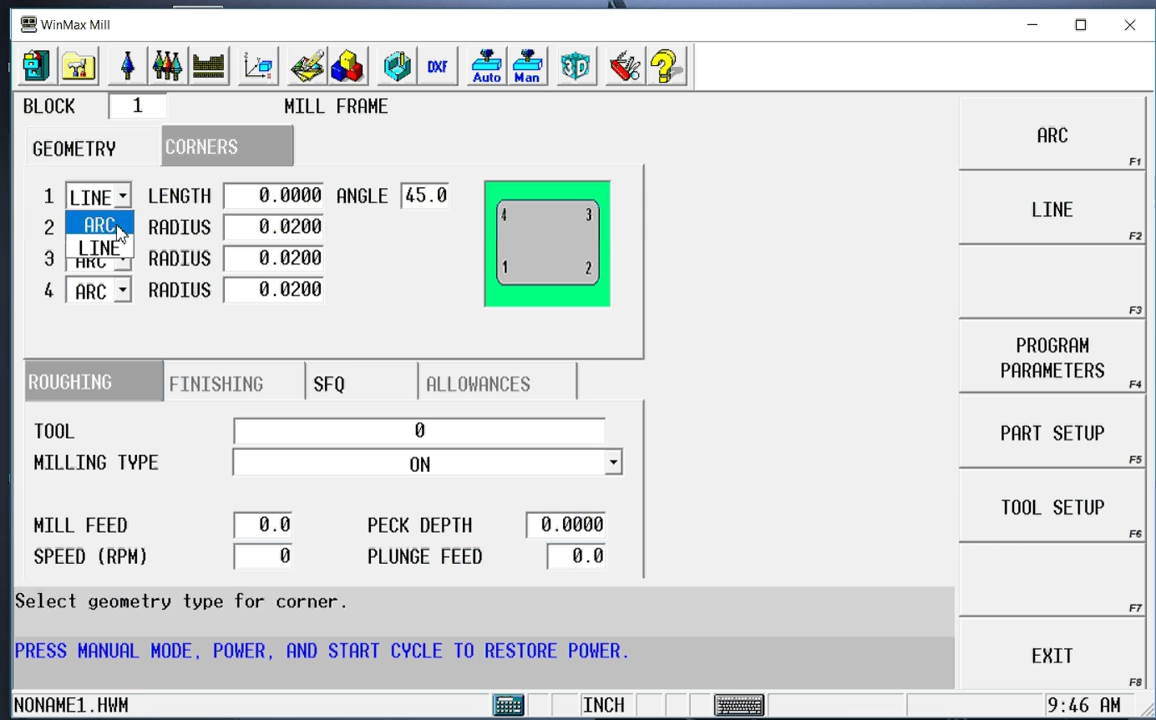 WinMax Mill
DXF Auto Man 3D ?
BLOCK 1 MILL FRAME
GEOMETRY CORNERS
1 LINE LENGTH 0.0000 ANGLE 45.0
2 ARC RADIUS 0.0200
LINE
3 ARC RADIUS 0.0200
4 ARC RADIUS 0.0200
4 3
1 2
ROUGHING FINISHING SFQ ALLOWANCES
TOOL 0
MILLING TYPE ON
MILL FEED 0.0 PECK DEPTH 0.0000
SPEED (RPM) 0 PLUNGE FEED 0.0
Select geometry type for corner.
PRESS MANUAL MODE, POWER, AND START CYCLE TO RESTORE POWER.
ARC
F1
LINE
F2
F3
PROGRAM
PARAMETERS
F4
PART SETUP
F5
TOOL SETUP
F6
F7
EXIT
F8
NONAME1.HWM INCH 9:46 AM